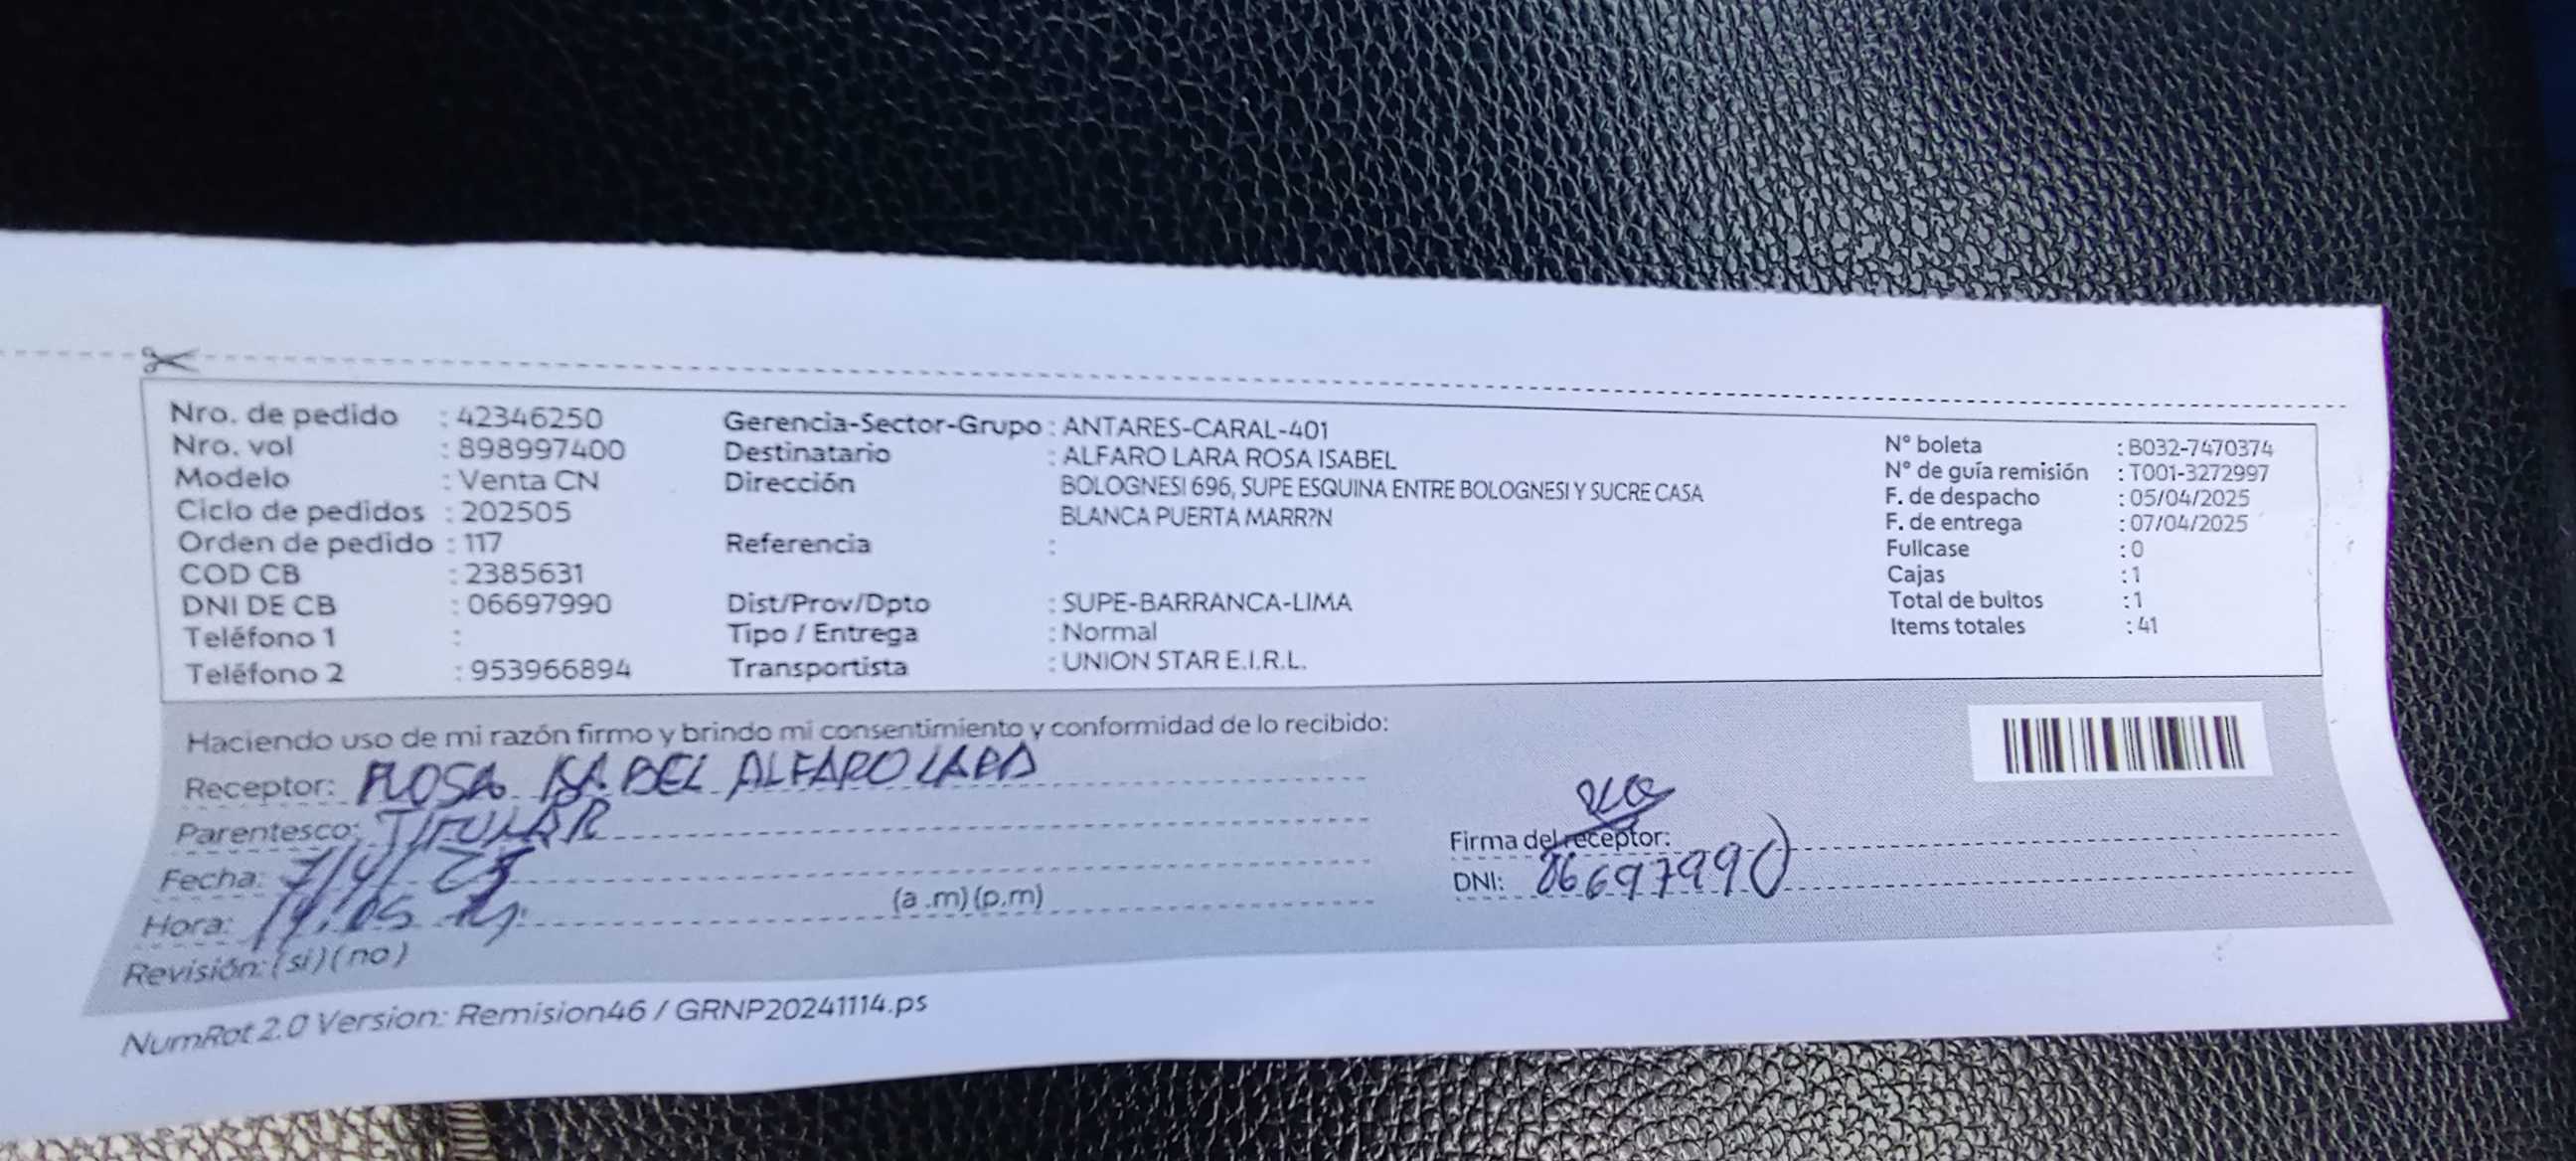 Nro. de pedido : 42346250
Nro. vol : 898997400
Modelo : Venta CN
Ciclo de pedidos : 202505
Orden de pedido : 117
COD CB : 2385631
DNI DE CB : 06697990
Teléfono 1 :
Teléfono 2 : 953966894
Gerencia-Sector-Grupo : ANTARES-CARAL-401
Destinatario : ALFARO LARA ROSA ISABEL
Dirección BOLOGNESI 696, SUPE ESQUINA ENTRE BOLOGNESI Y SUCRE CASA
BLANCA PUERTA MARR?N
Referencia :
Dist/Prov/Dpto : SUPE-BARRANCA-LIMA
Tipo / Entrega : Normal
Transportista : UNION STAR E.I.R.L.
N° boleta : B032-7470374
N° de guía remisión : T001-3272997
F. de despacho : 05/04/2025
F. de entrega : 07/04/2025
Fullcase : 0
Cajas : 1
Total de bultos : 1
Items totales : 41
Haciendo uso de mi razón firmo y brindo mi consentimiento y conformidad de lo recibido:
Receptor: ROSA ISABEL ALFARO LARA
Parentesco: TITULAR
Fecha: 7/4/25
Hora: (a .m) (p.m)
Revisión: (si) (no)
Firma del receptor:
DNI: 06697990
NumRot 2.0 Version: Remision46 / GRNP20241114.ps